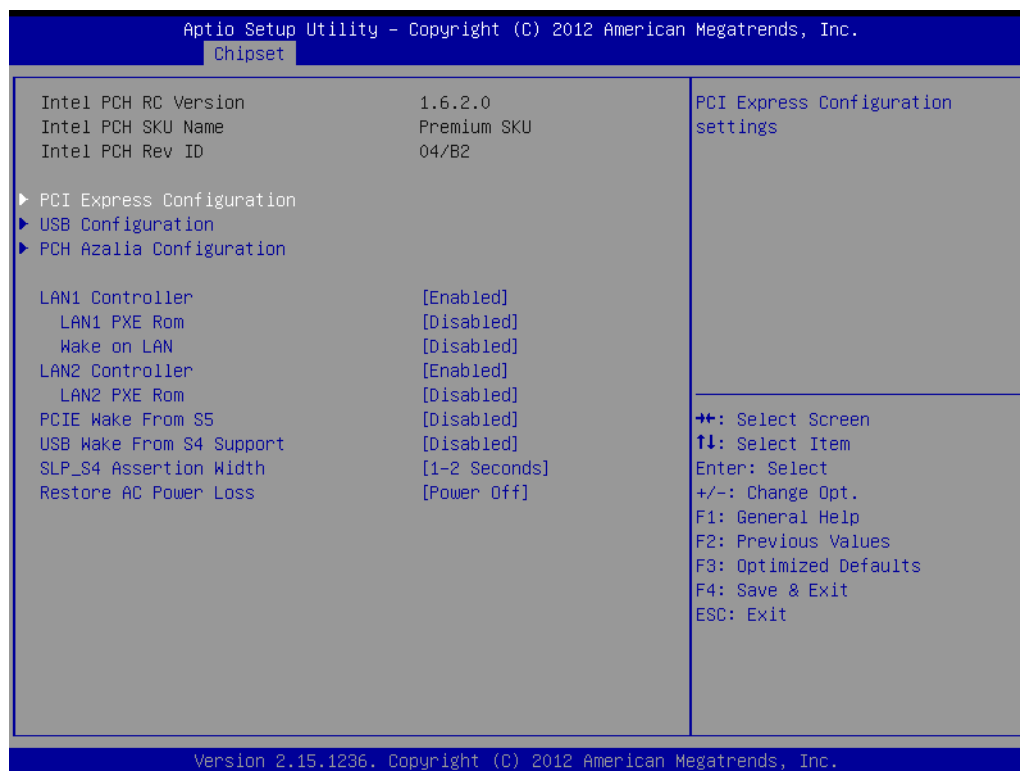 Aptio Setup Utility – Copyright (C) 2012 American Megatrends, Inc.
Chipset
Intel PCH RC Version 1.6.2.0
Intel PCH SKU Name Premium SKU
Intel PCH Rev ID 04/B2
PCI Express Configuration
USB Configuration
PCH Azalia Configuration
LAN1 Controller [Enabled]
LAN1 PXE Rom [Disabled]
Wake on LAN [Disabled]
LAN2 Controller [Enabled]
LAN2 PXE Rom [Disabled]
PCIE Wake From S5 [Disabled]
USB Wake From S4 Support [Disabled]
SLP_S4 Assertion Width [1-2 Seconds]
Restore AC Power Loss [Power Off]
PCI Express Configuration
settings
→←: Select Screen
↑↓: Select Item
Enter: Select
+/-: Change Opt.
F1: General Help
F2: Previous Values
F3: Optimized Defaults
F4: Save & Exit
ESC: Exit
Version 2.15.1236. Copyright (C) 2012 American Megatrends, Inc.